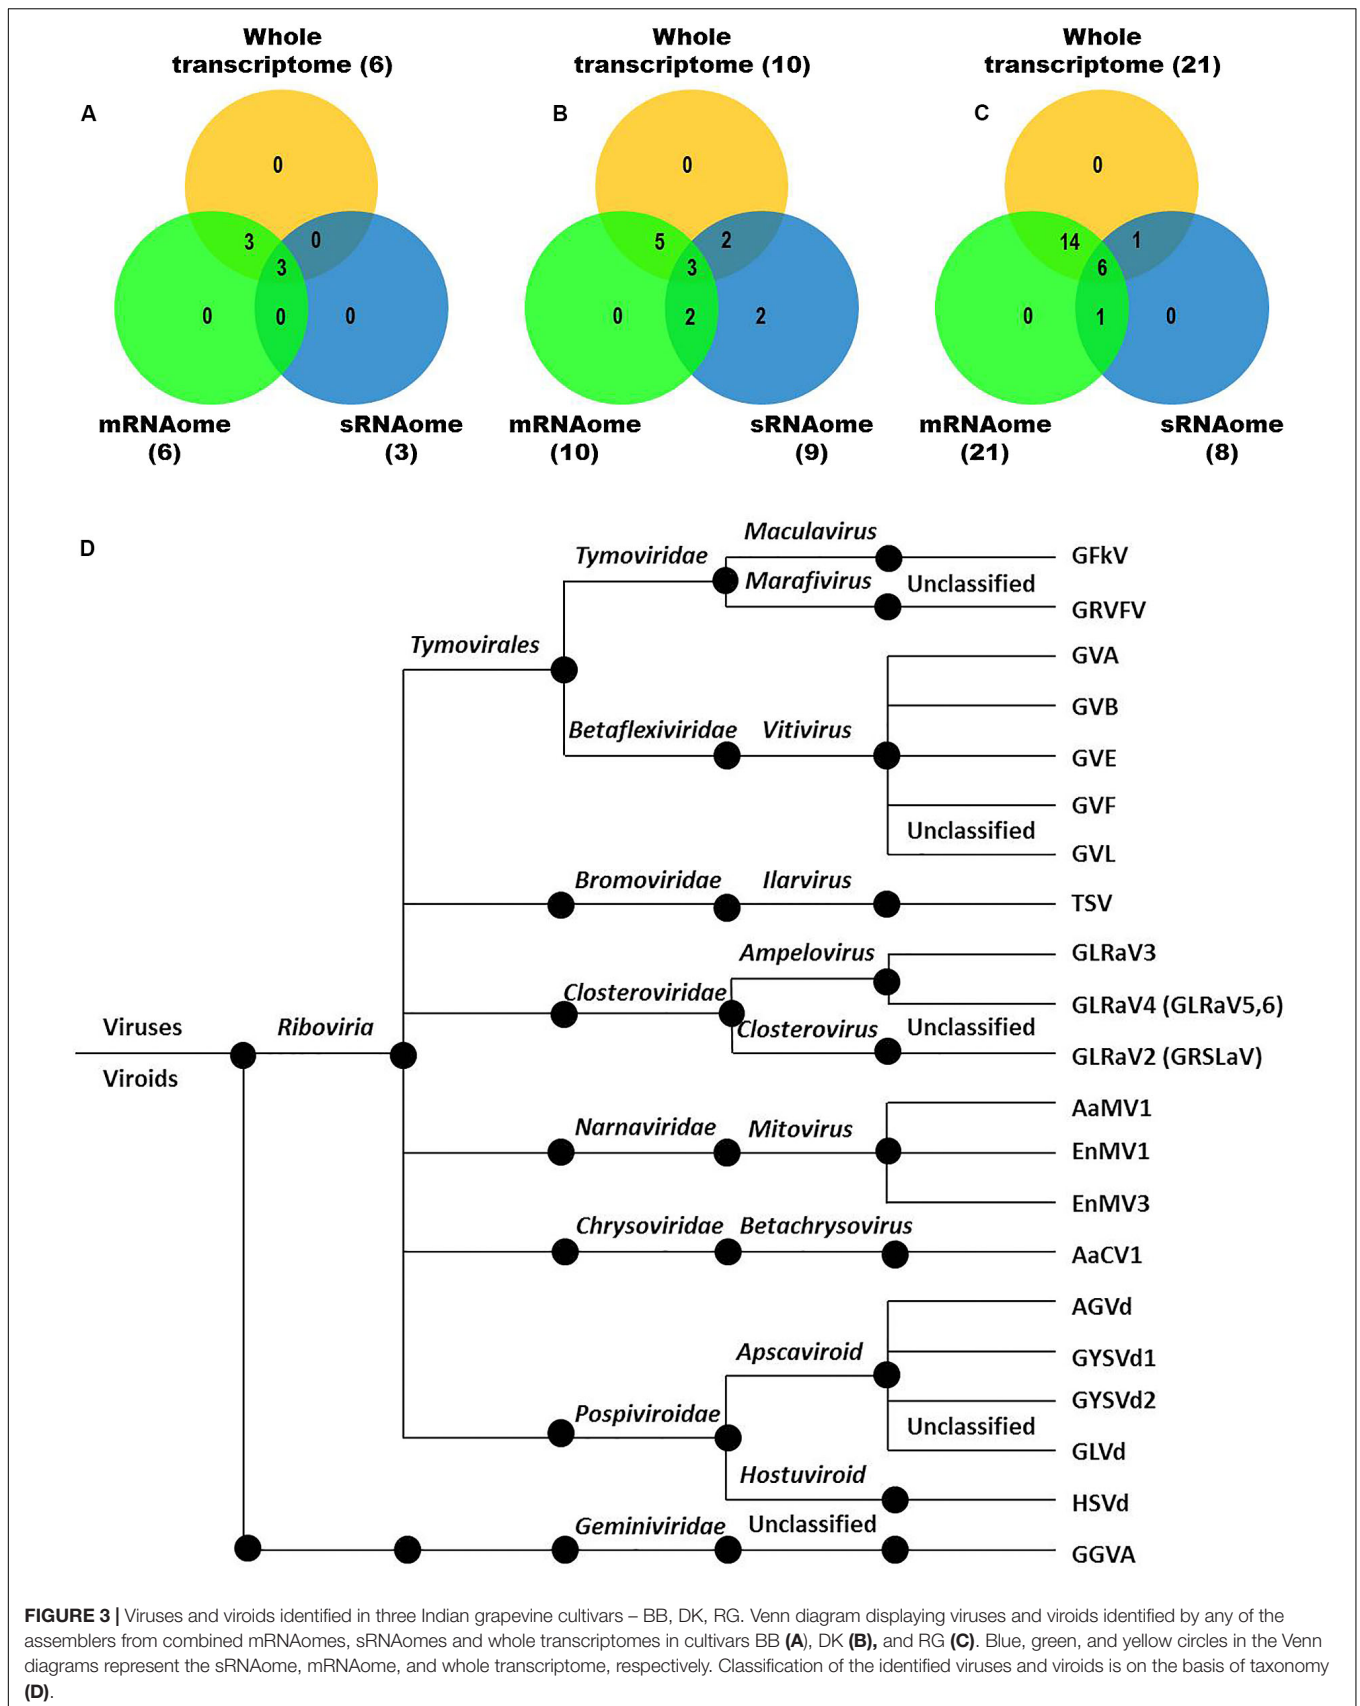 Whole
transcriptome (6)
Whole
transcriptome (10)
Whole
transcriptome (21)
A
B
C
0
3
0
3
0
0
0
0
5
2
3
0
2
2
0
14
1
6
0
1
0
mRNAome
(6)
sRNAome
(3)
mRNAome
(10)
sRNAome
(9)
mRNAome
(21)
sRNAome
(8)
D
Maculavirus
Tymoviridae
GFkV
Marafivirus
Unclassified
GRVFV
Tymovirales
GVA
GVB
Betaflexiviridae
Vitivirus
GVE
GVF
Unclassified
GVL
Bromoviridae
Ilarvirus
TSV
Ampelovirus
GLRaV3
Closteroviridae
GLRaV4 (GLRaV5,6)
Closterovirus
Unclassified
GLRaV2 (GRSLaV)
Viruses
Riboviria
Viroids
AaMV1
Narnaviridae
Mitovirus
EnMV1
EnMV3
Chrysoviridae
Betachrysovirus
AaCV1
AGVd
Apscaviroid
GYSVd1
GYSVd2
Pospiviroidae
Unclassified
GLVd
Hostuviroid
HSVd
Geminiviridae
Unclassified
GGVA
FIGURE 3 | Viruses and viroids identified in three Indian grapevine cultivars – BB, DK, RG. Venn diagram displaying viruses and viroids identified by any of the
assemblers from combined mRNAomes, sRNAomes and whole transcriptomes in cultivars BB (A), DK (B), and RG (C). Blue, green, and yellow circles in the Venn
diagrams represent the sRNAome, mRNAome, and whole transcriptome, respectively. Classification of the identified viruses and viroids is on the basis of taxonomy
(D).